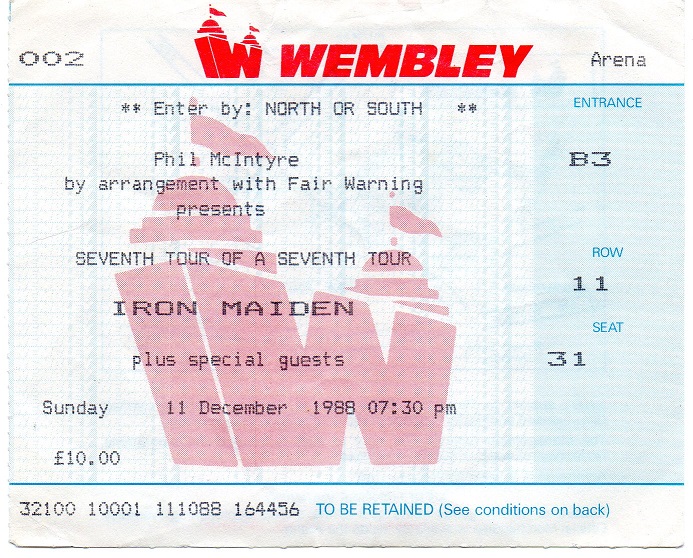 002 WEMBLEY Arena
** Enter by: NORTH OR SOUTH **
ENTRANCE
Phil McIntyre
B3
by arrangement with Fair Warning
presents
SEVENTH TOUR OF A SEVENTH TOUR
ROW
11
IRON MAIDEN
SEAT
plus special guests
31
Sunday 11 December 1988 07:30 pm
£10.00
32100 10001 111088 164456 TO BE RETAINED (See conditions on back)